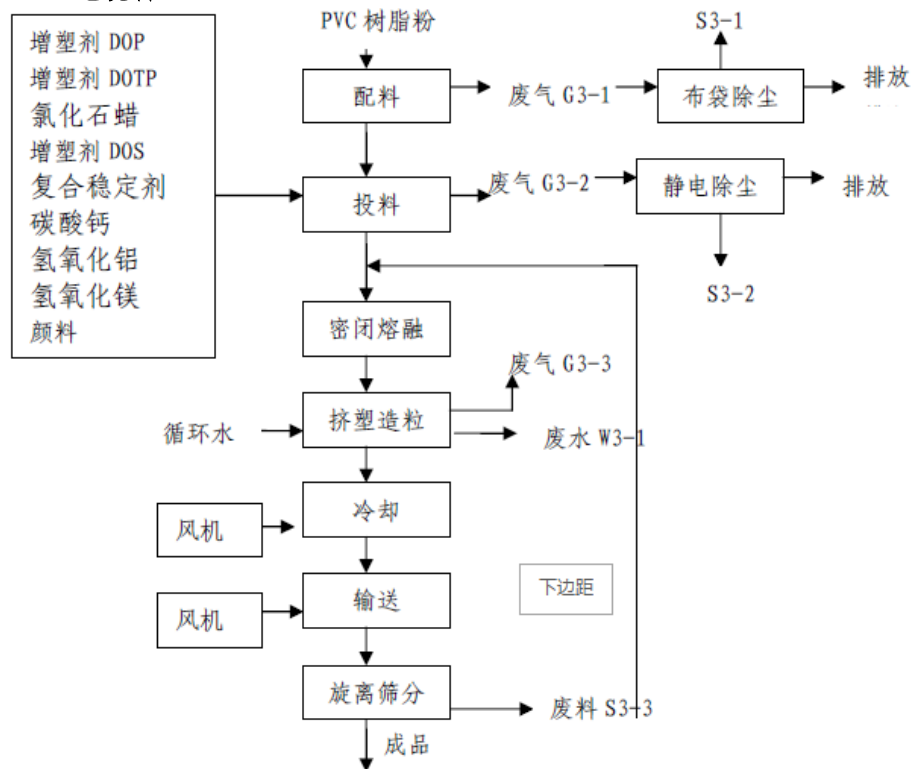 PVC 树脂粉
S3-1
增塑剂 DOP
增塑剂 DOTP
氯化石蜡
增塑剂 DOS
复合稳定剂
碳酸钙
氢氧化铝
氢氧化镁
颜料
配料
废气 G3-1
布袋除尘
排放
投料
废气 G3-2
静电除尘
排放
S3-2
密闭熔融
废气 G3-3
循环水
挤塑造粒
废水 W3-1
风机
冷却
风机
输送
下边距
旋离筛分
废料 S3-3
成品